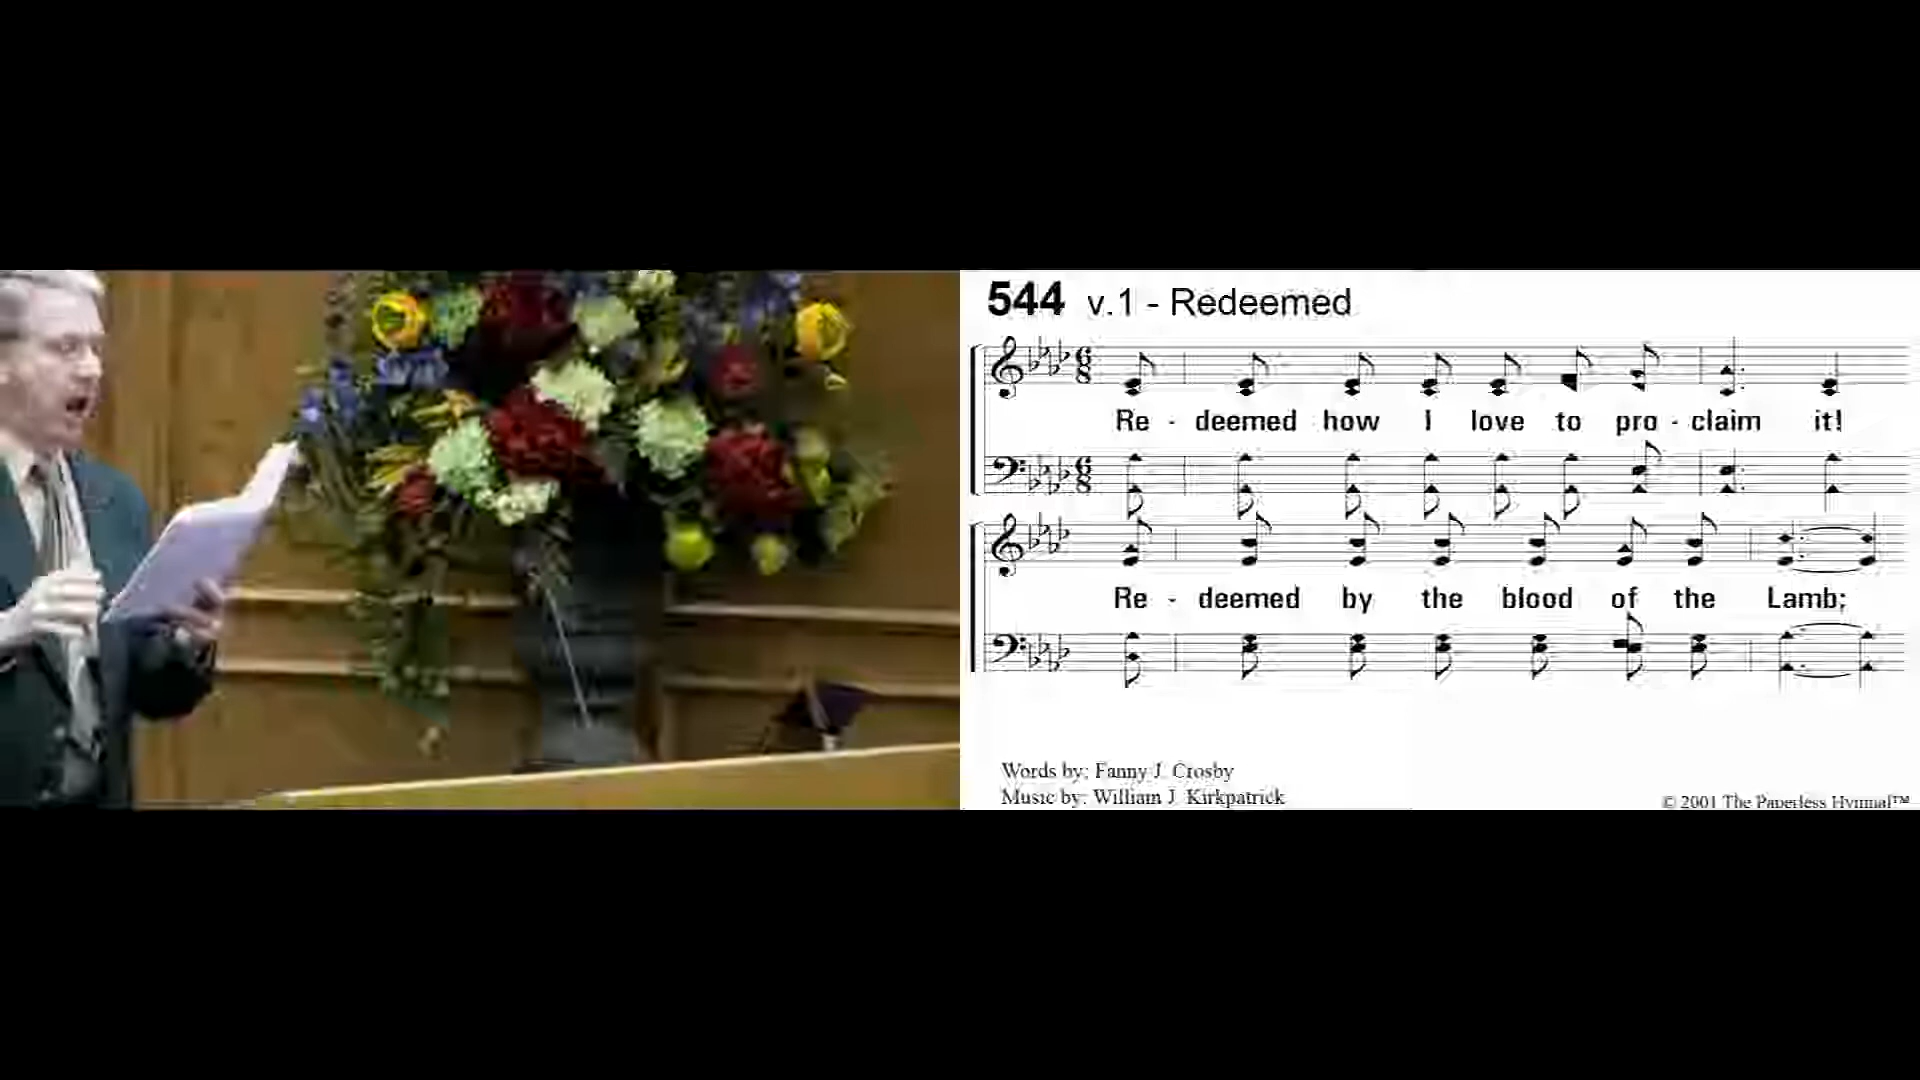 544 v.1 - Redeemed
Re - deemed how I love to pro - claim it!
Re - deemed by the blood of the Lamb;
Words by: Fanny J. Crosby
Music by: William J. Kirkpatrick
© 2001 The Paperless Hymnal™